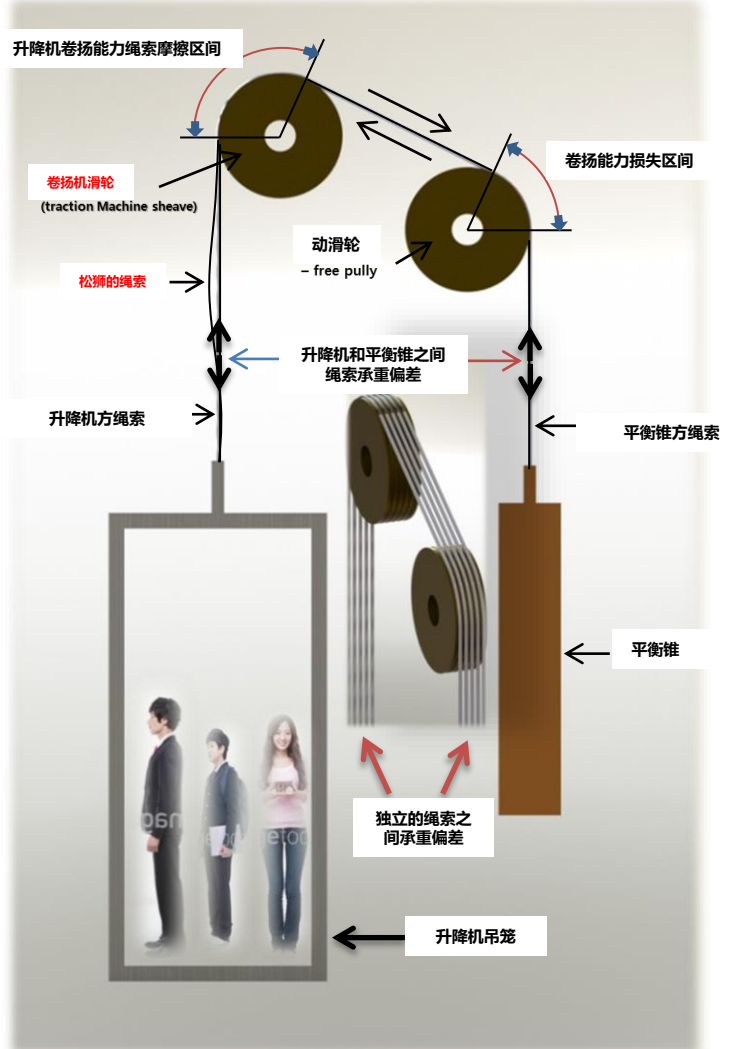 升降机卷扬能力绳索摩擦区间
卷扬能力损失区间
卷扬机滑轮
(traction Machine sheave)
动滑轮
– free pully
松狮的绳索
升降机和平衡锥之间
绳索承重偏差
升降机方绳索
平衡锥方绳索
平衡锥
独立的绳索之
间承重偏差
升降机吊笼